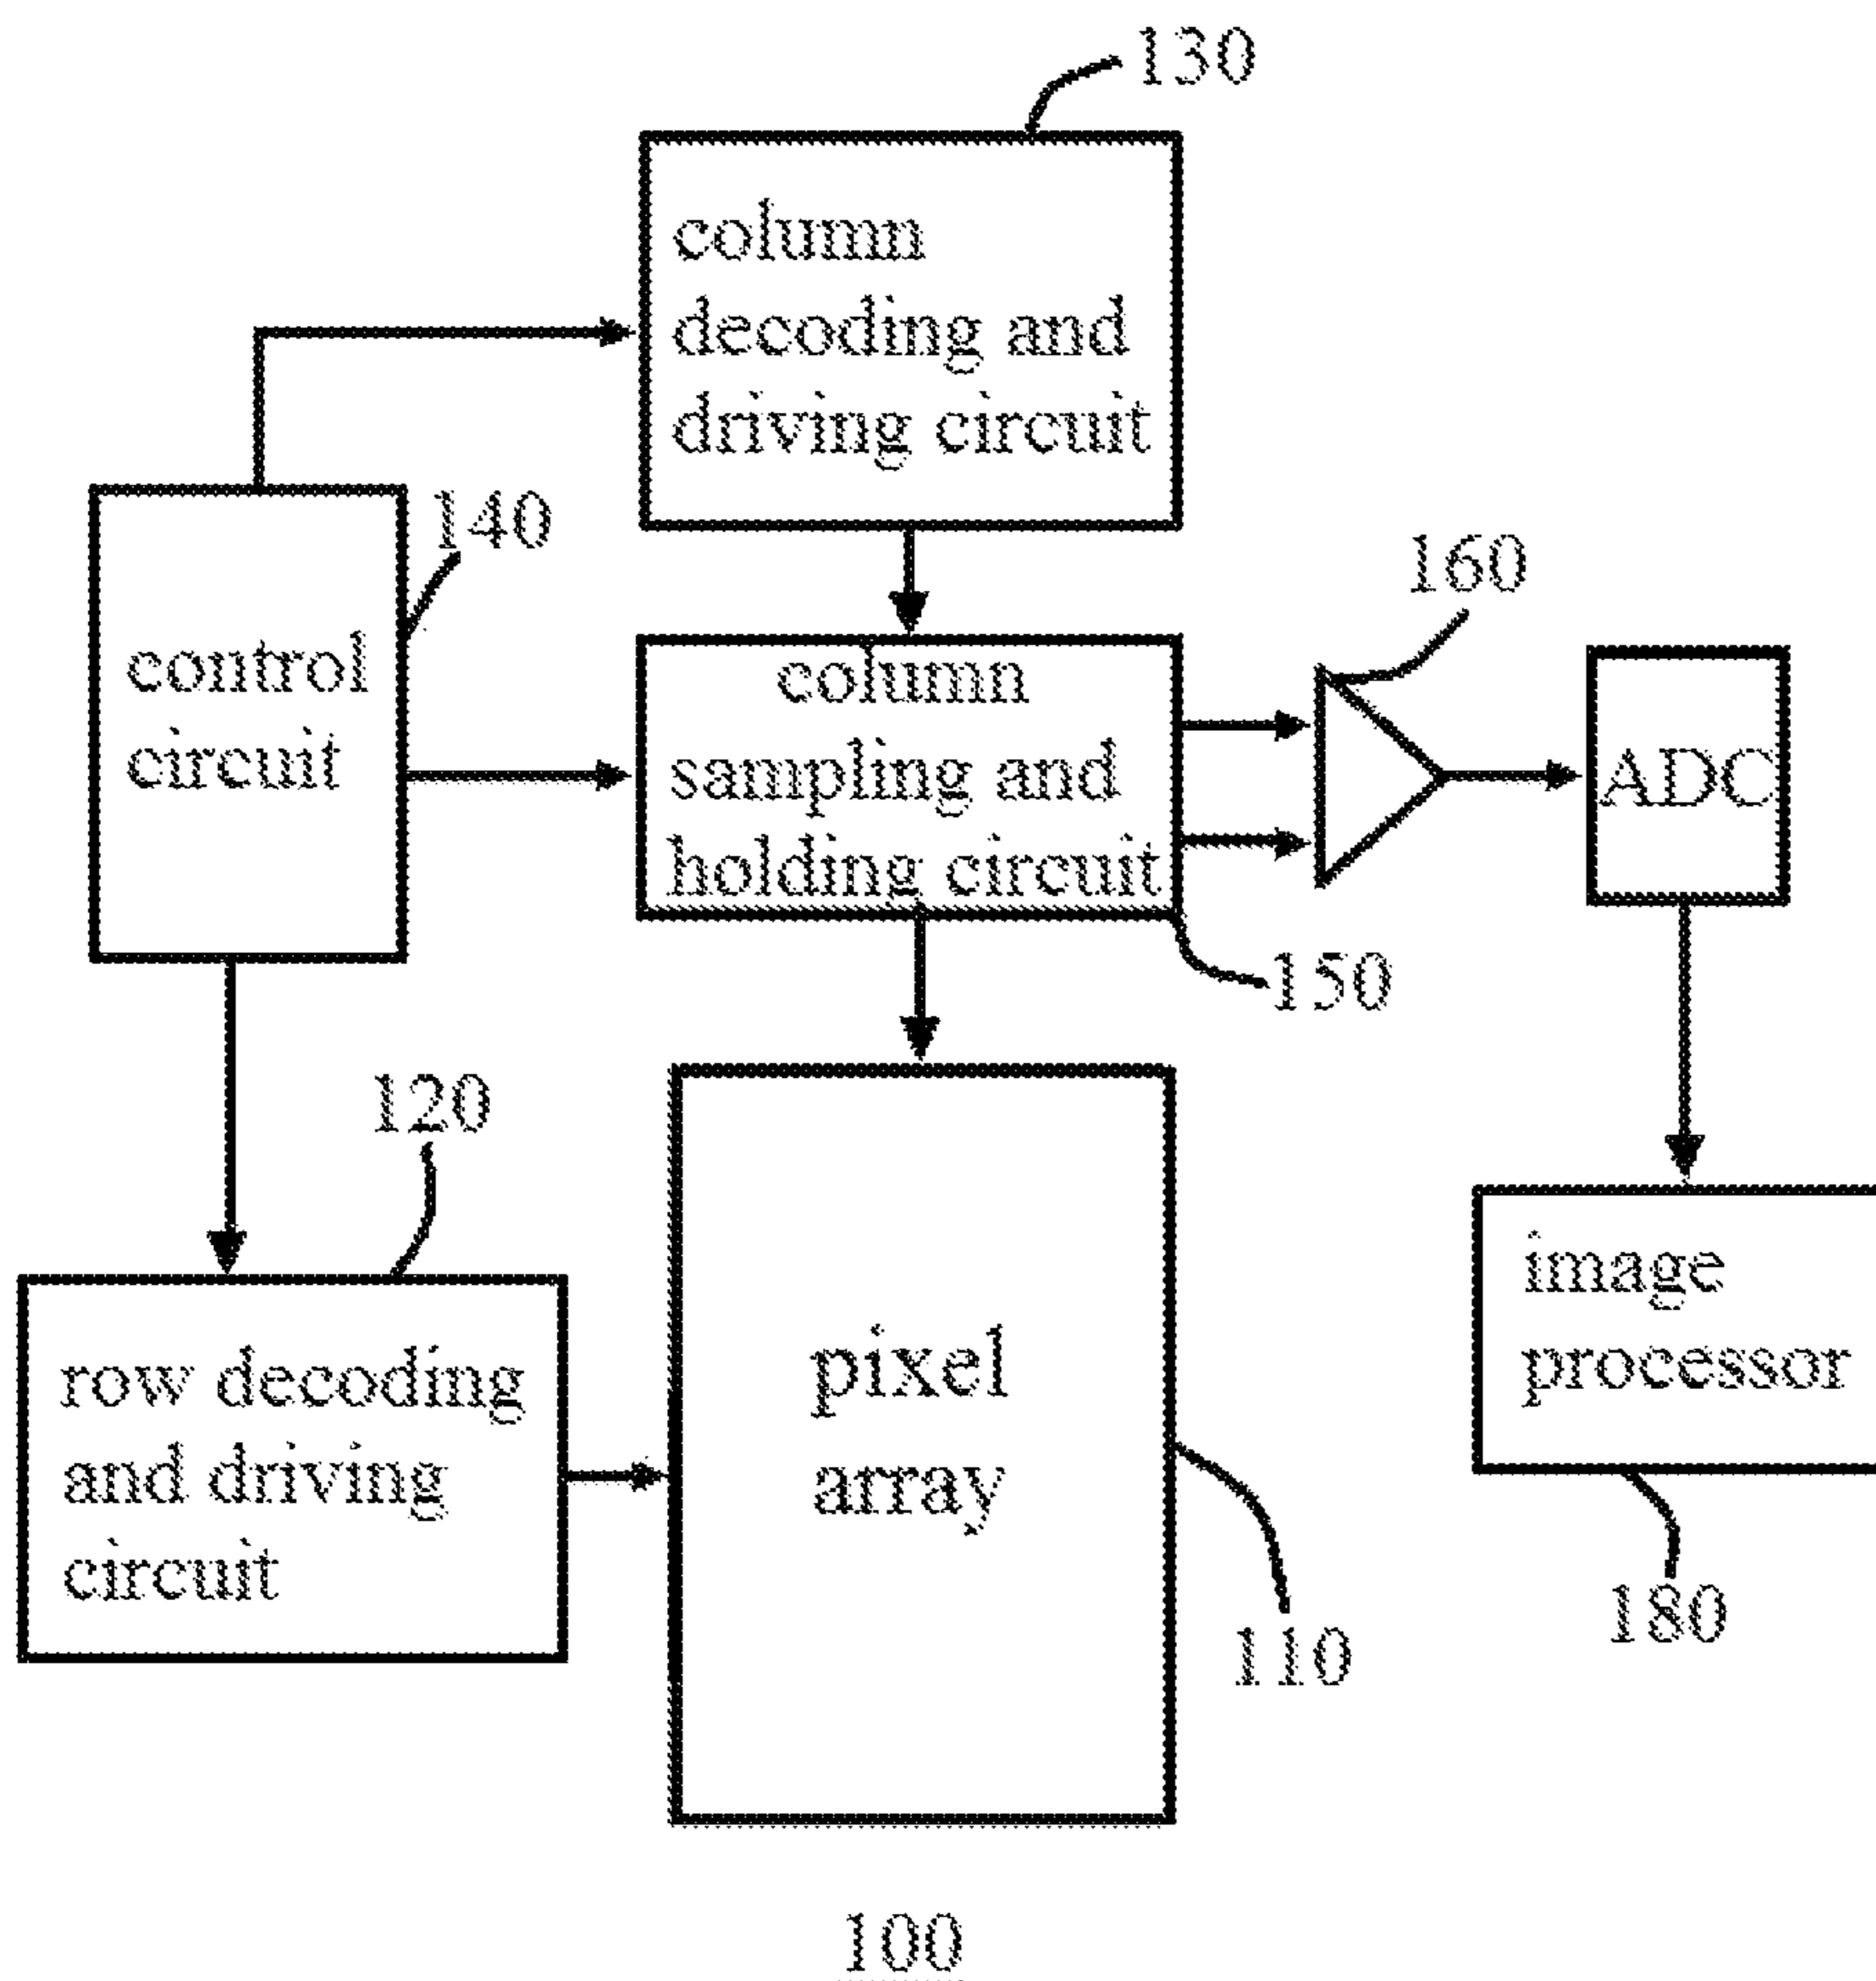 130
column
decoding and
driving circuit
140
control
circuit
column
sampling and
holding circuit
160
ADC
150
120
row decoding
and driving
circuit
pixel
array
image
processor
110
180
100